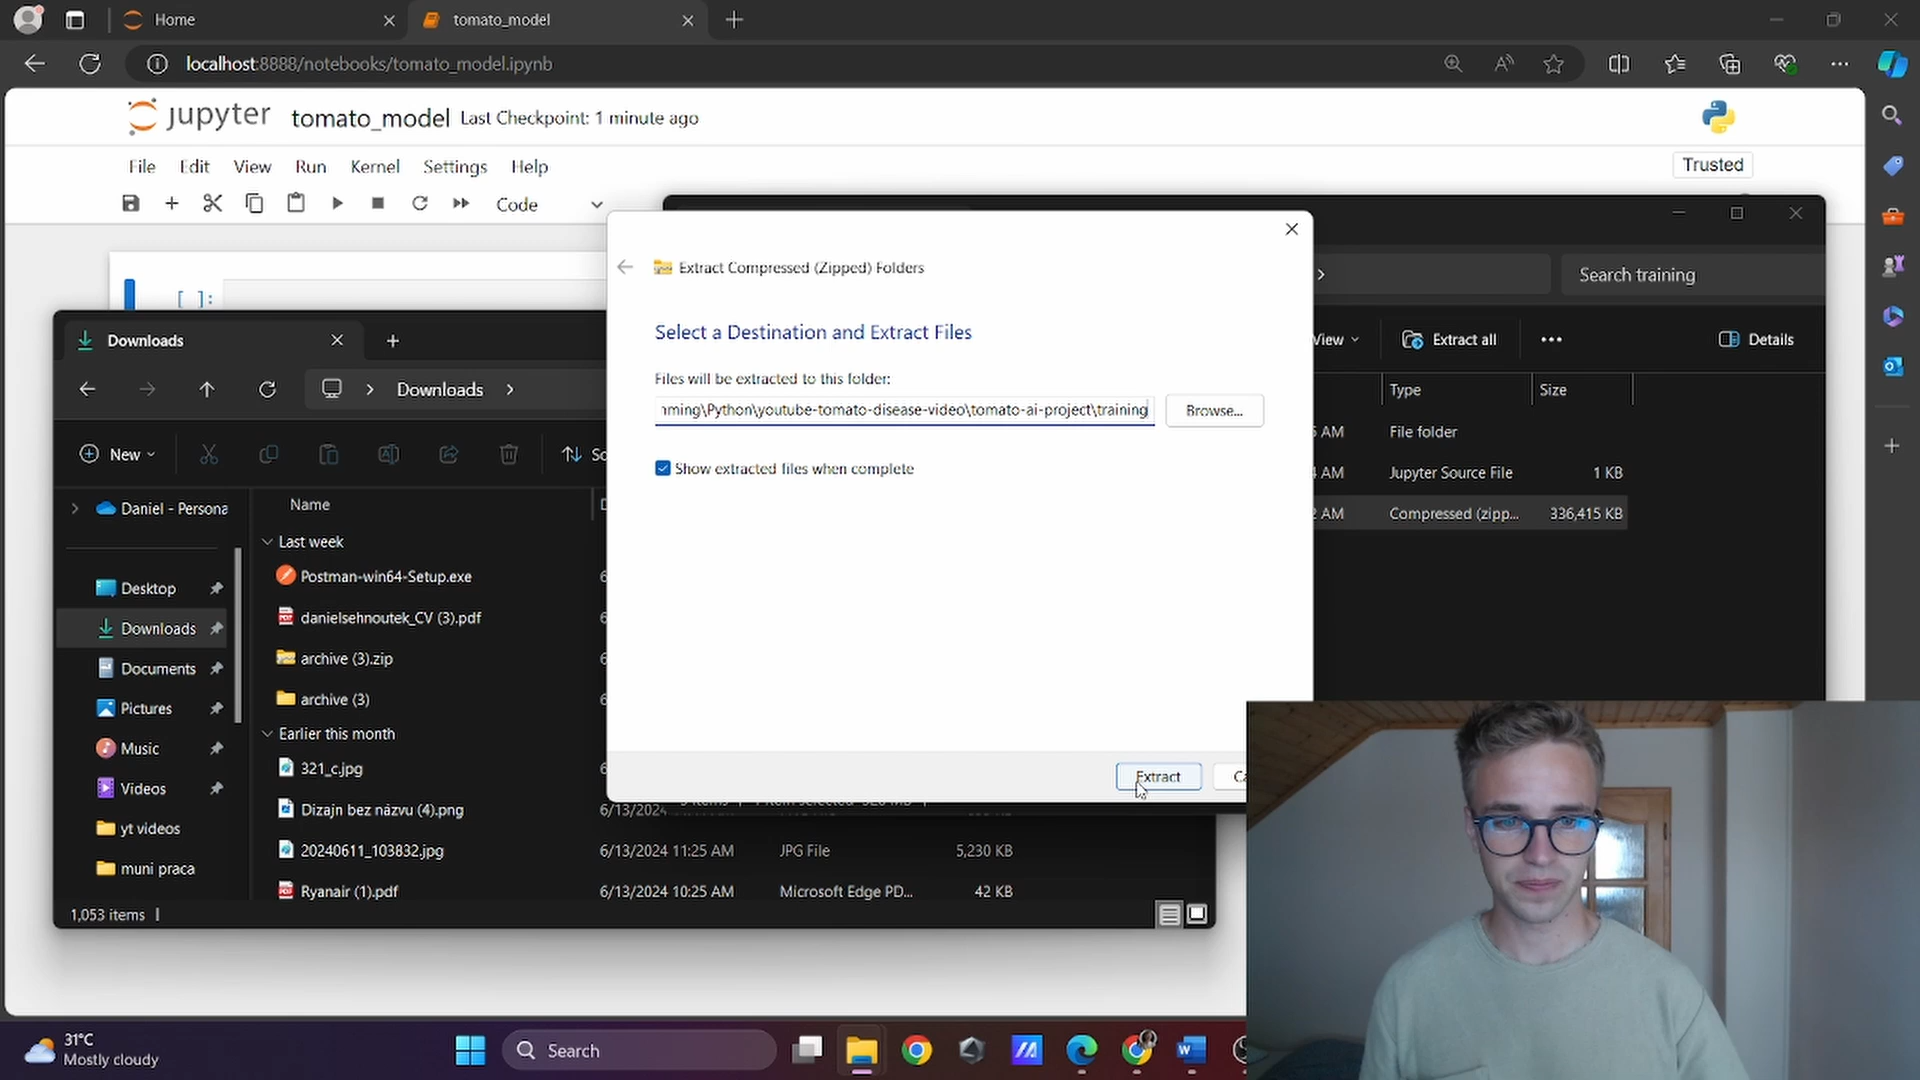 Home
tomato_model
localhost:8888/notebooks/tomato_model.ipynb
jupyter tomato_model Last Checkpoint: 1 minute ago
File Edit View Run Kernel Settings Help
Trusted
Code
[ ]:
Extract Compressed (Zipped) Folders
Select a Destination and Extract Files
Files will be extracted to this folder:
nming\Python\youtube-tomato-disease-video\tomato-ai-project\training
Browse...
Show extracted files when complete
Extract
Ca
Search training
View
Extract all
Details
Type Size
AM File folder
AM Jupyter Source File 1 KB
AM Compressed (zipp... 336,415 KB
Downloads
Downloads
New
So
Daniel - Persona
Desktop
Downloads
Documents
Pictures
Music
Videos
yt videos
muni praca
Name
Last week
Postman-win64-Setup.exe
danielsehnoutek_CV (3).pdf
archive (3).zip
archive (3)
Earlier this month
321_c.jpg
Dizajn bez názvu (4).png 6/13/2024
20240611_103832.jpg 6/13/2024 11:25 AM JPG File 5,230 KB
Ryanair (1).pdf 6/13/2024 10:25 AM Microsoft Edge PD... 42 KB
1,053 items
31°C
Mostly cloudy
Search